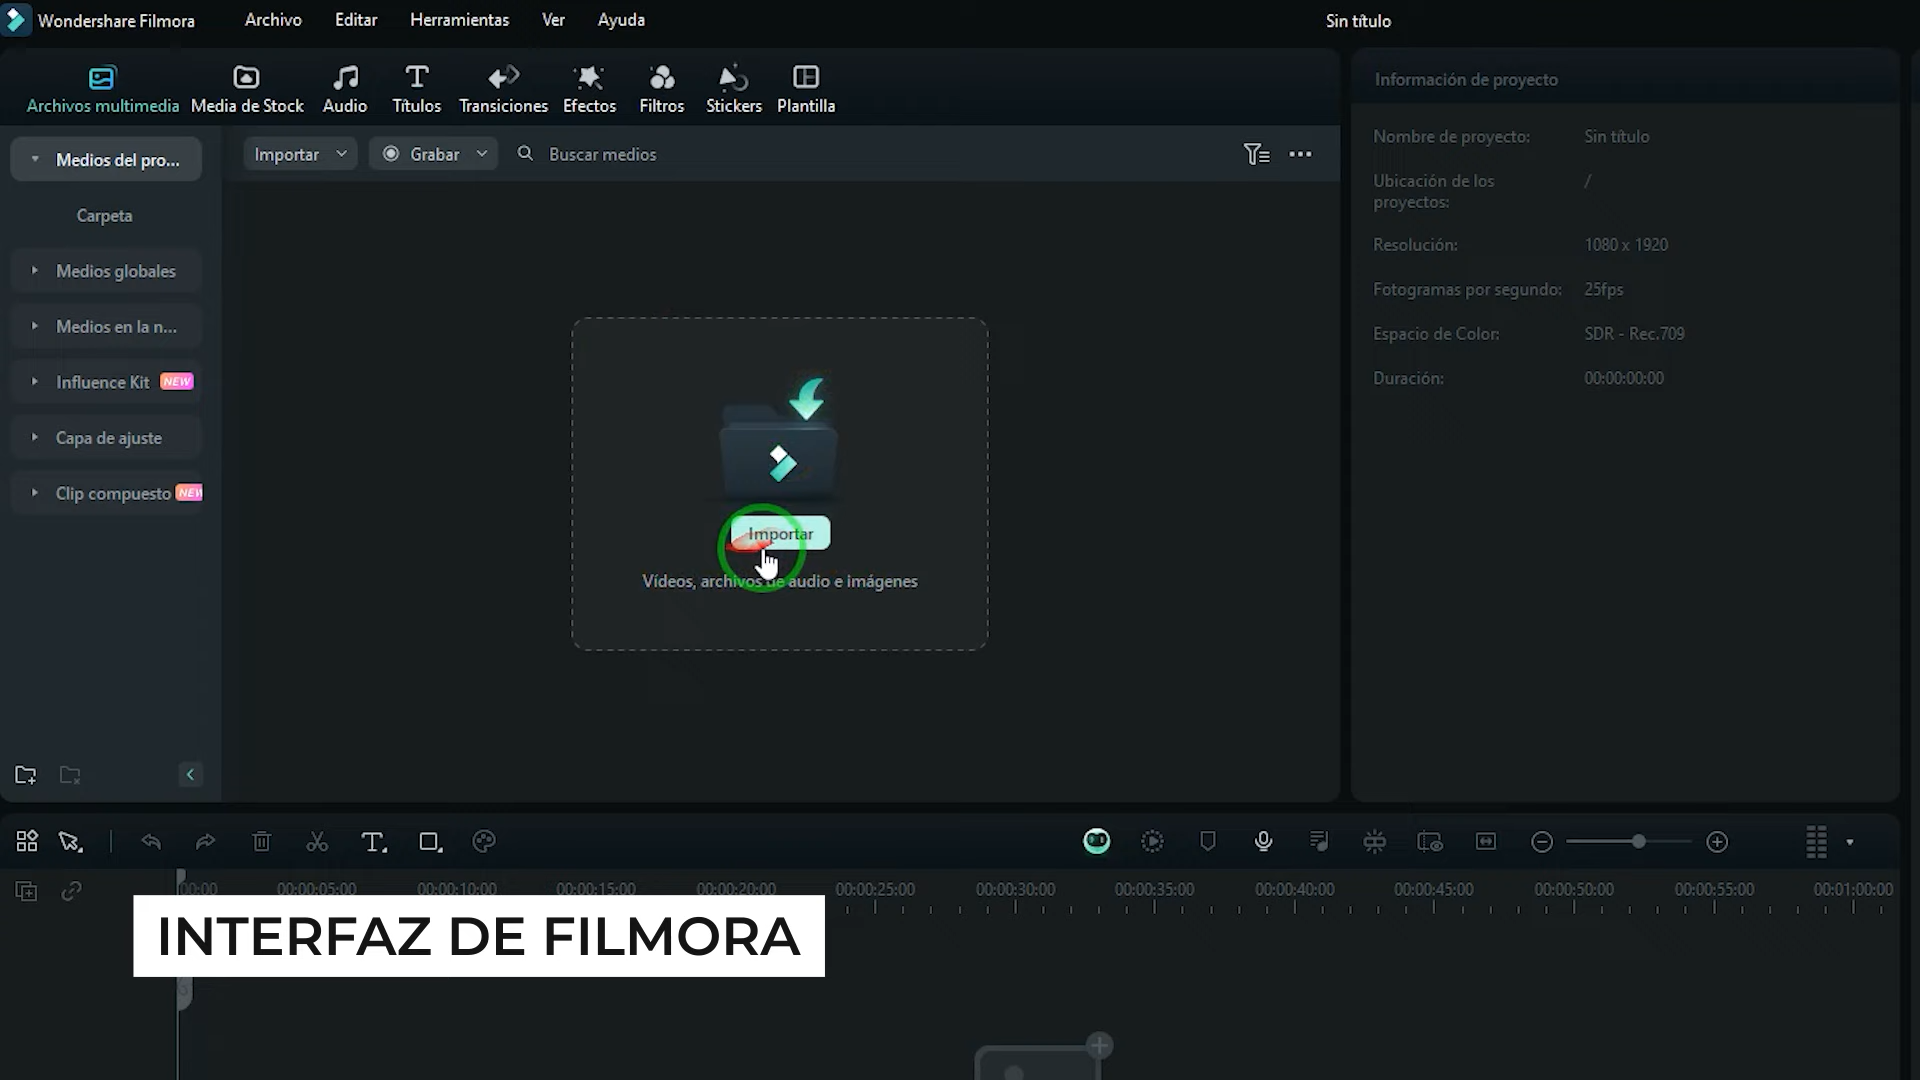 Wondershare Filmora
Archivo
Editar
Herramientas
Ver
Ayuda
Sin título
Archivos multimedia
Media de Stock
Audio
Títulos
Transiciones
Efectos
Filtros
Stickers
Plantilla
Medios del pro...
Carpeta
Medios globales
Medios en la n...
Influence Kit NEW
Capa de ajuste
Clip compuesto NEW
Importar
Grabar
Buscar medios
Importar
Vídeos, archivos de audio e imágenes
Información de proyecto
Nombre de proyecto: Sin título
Ubicación de los /
proyectos:
Resolución: 1080 x 1920
Fotogramas por segundo: 25fps
Espacio de Color: SDR - Rec.709
Duración: 00:00:00:00
00:00 00:00:05:00 00:00:10:00 00:00:15:00 00:00:20:00 00:00:25:00 00:00:30:00 00:00:35:00 00:00:40:00 00:00:45:00 00:00:50:00 00:00:55:00 00:01:00:00
INTERFAZ DE FILMORA